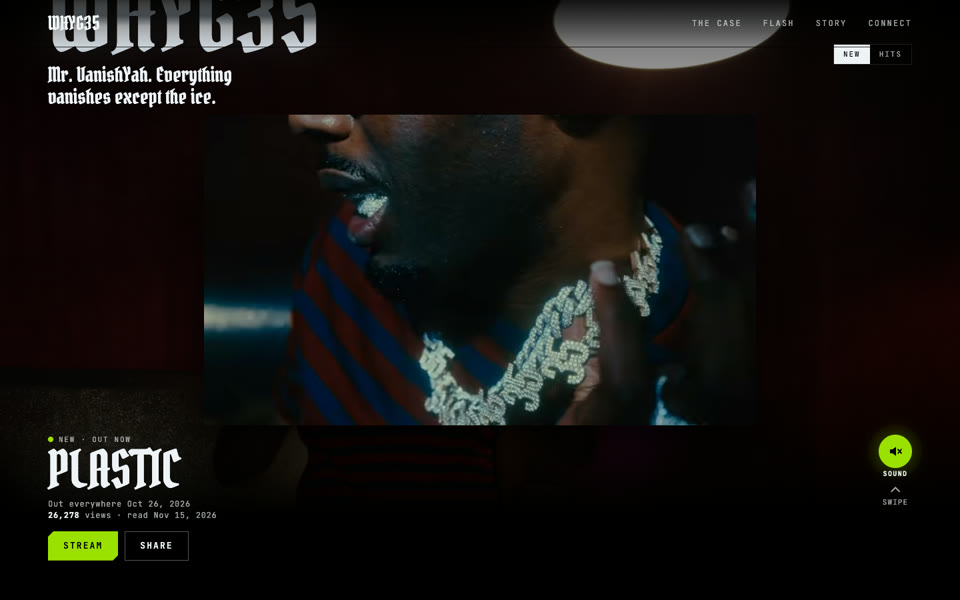 WHYG35
WHYG35
THE CASE FLASH STORY CONNECT
NEW HITS
Mr. VanishYah. Everything
vanishes except the ice.
NEW · OUT NOW
PLASTIC
Out everywhere Oct 26, 2026
26,278 views · read Nov 15, 2026
STREAM SHARE
SOUND
SWIPE